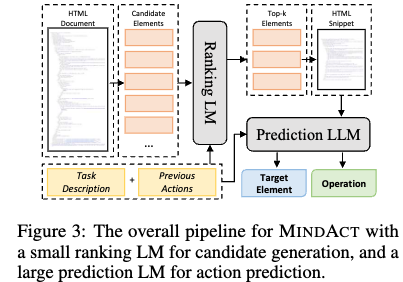 HTML
Document
Candidate
Elements
...
Ranking LM
Top-k
Elements
HTML
Snippet
Prediction LLM
Task
Description
+
Previous
Actions
Target
Element
Operation
Figure 3: The overall pipeline for MINDACT with
a small ranking LM for candidate generation, and a
large prediction LM for action prediction.